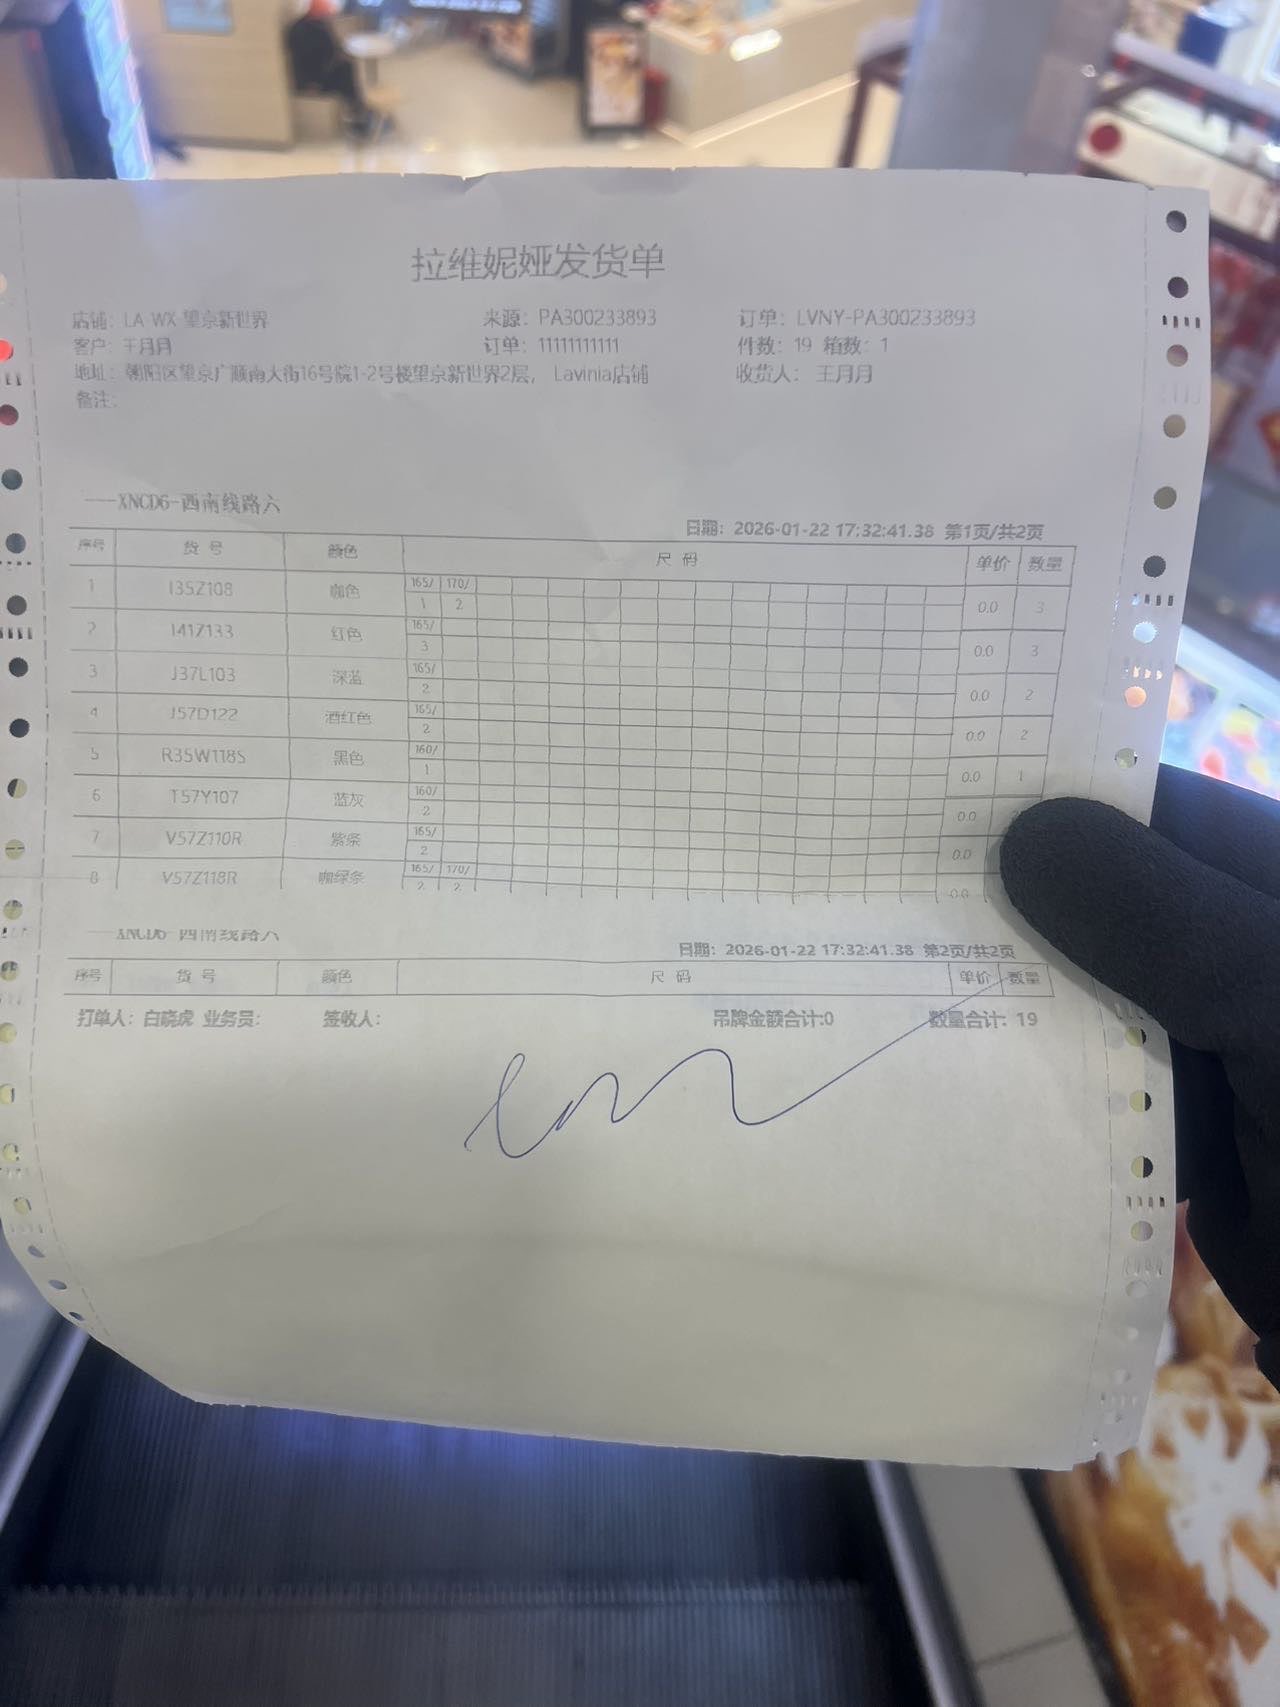 拉维妮娅发货单
店铺: LA-WX-望京新世界 来源: PA300233893 订单: LVNY-PA300233893
客户: 王月月 订单: 11111111111 件数: 19 箱数: 1
地址: 朝阳区望京广顺南大街16号院1-2号楼望京新世界2层, Lavinia店铺 收货人: 王月月
备注:
----XNCD6-西南线路六
日期: 2026-01-22 17:32:41.38 第1页/共2页
序号 货号 颜色 尺码 单价 数量
1 I35Z108 咖色 165/ 170/ 0.0 3
1 2
2 J41Z133 红色 165/ 0.0 3
3
3 J37L103 深蓝 165/ 0.0 2
2
4 J57D122 酒红色 165/ 0.0 2
2
5 R35W118S 黑色 160/ 0.0 1
1
6 T57Y107 蓝灰 160/ 0.0
2
7 V57Z110R 紫条 165/ 0.0
2
8 V57Z118R 咖绿条 165/ 170/ 0.0
2 2
----XNCD6-西南线路六
日期: 2026-01-22 17:32:41.38 第2页/共2页
序号 货号 颜色 尺码 单价 数量
打单人: 白晓虎 业务员: 签收人: 吊牌金额合计:0 数量合计: 19